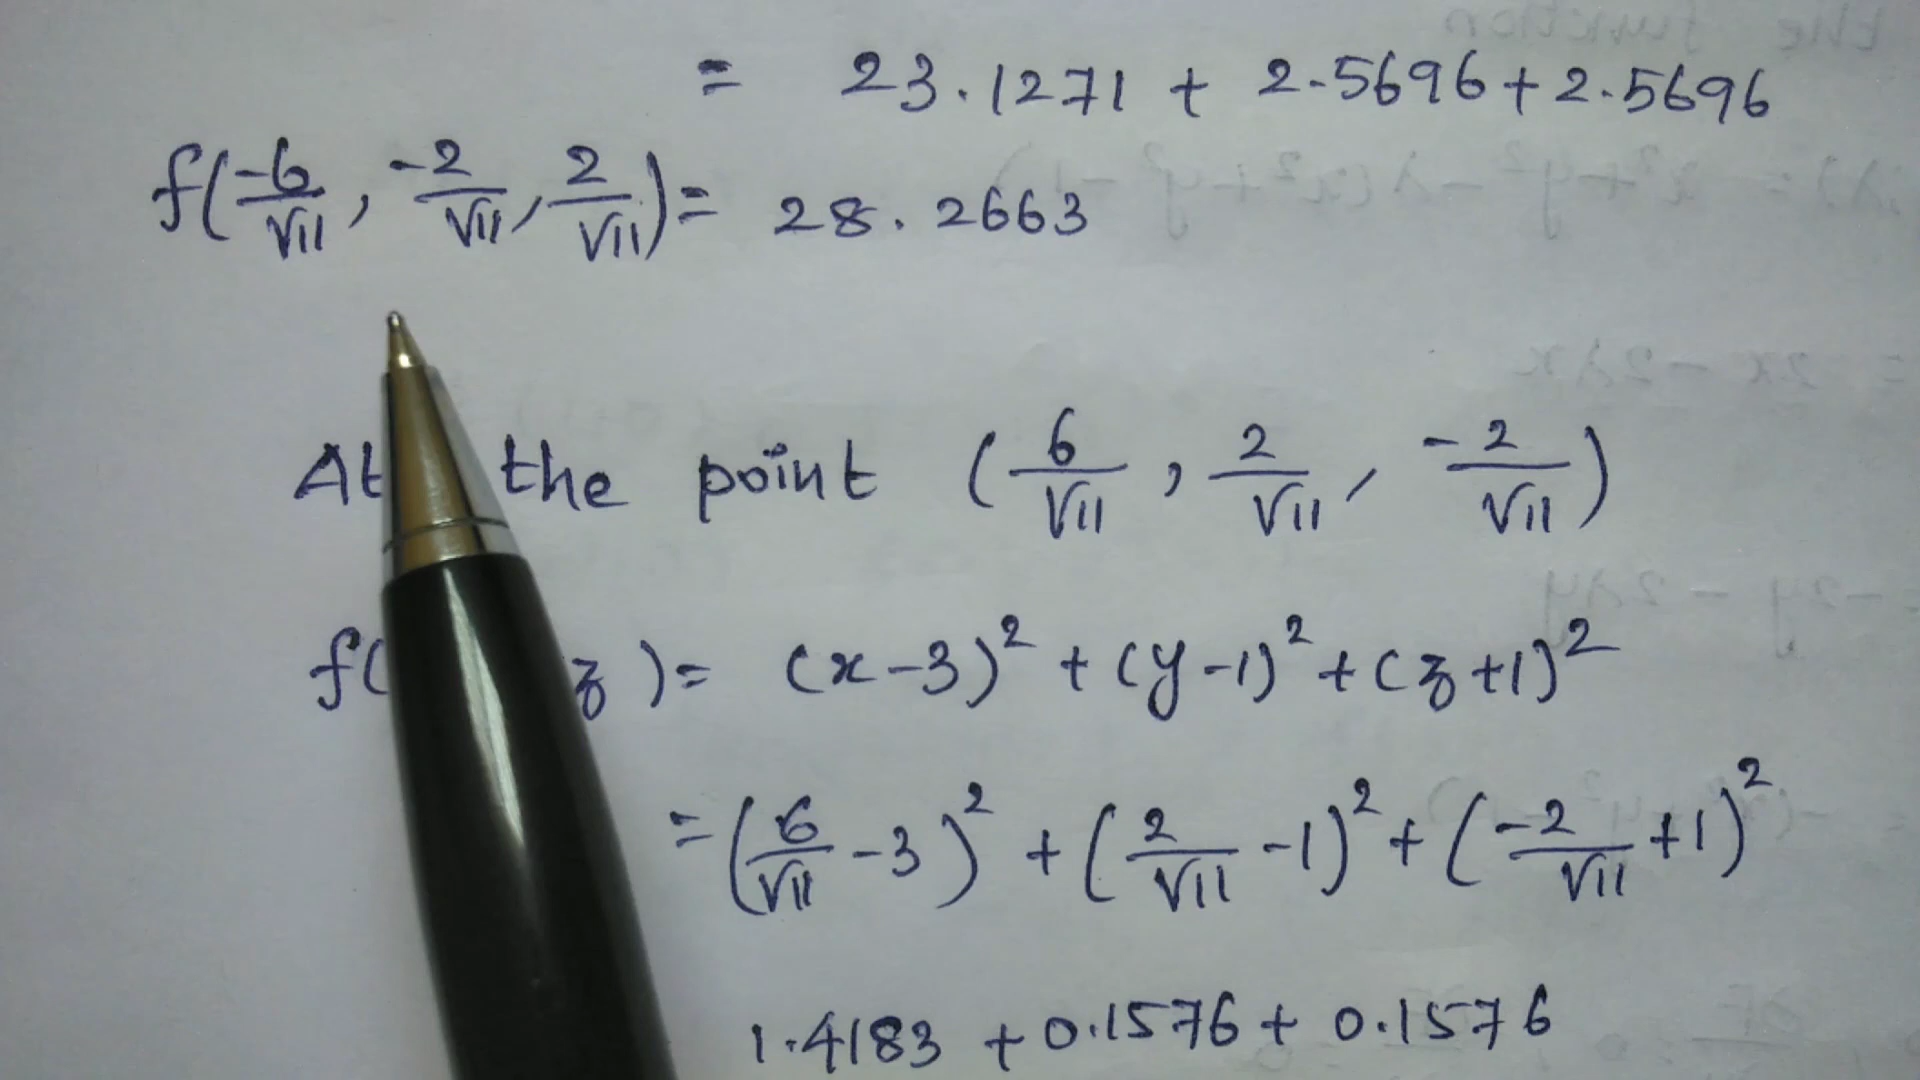 = 23.1271 + 2.5696 + 2.5696
f(-6/√11, -2/√11, 2/√11) = 28.2663
At the point (6/√11, 2/√11, -2/√11)
f( z) = (x-3)² + (y-1)² + (z+1)²
= (6/√11 - 3)² + (2/√11 - 1)² + (-2/√11 + 1)²
1.4183 + 0.1576 + 0.1576